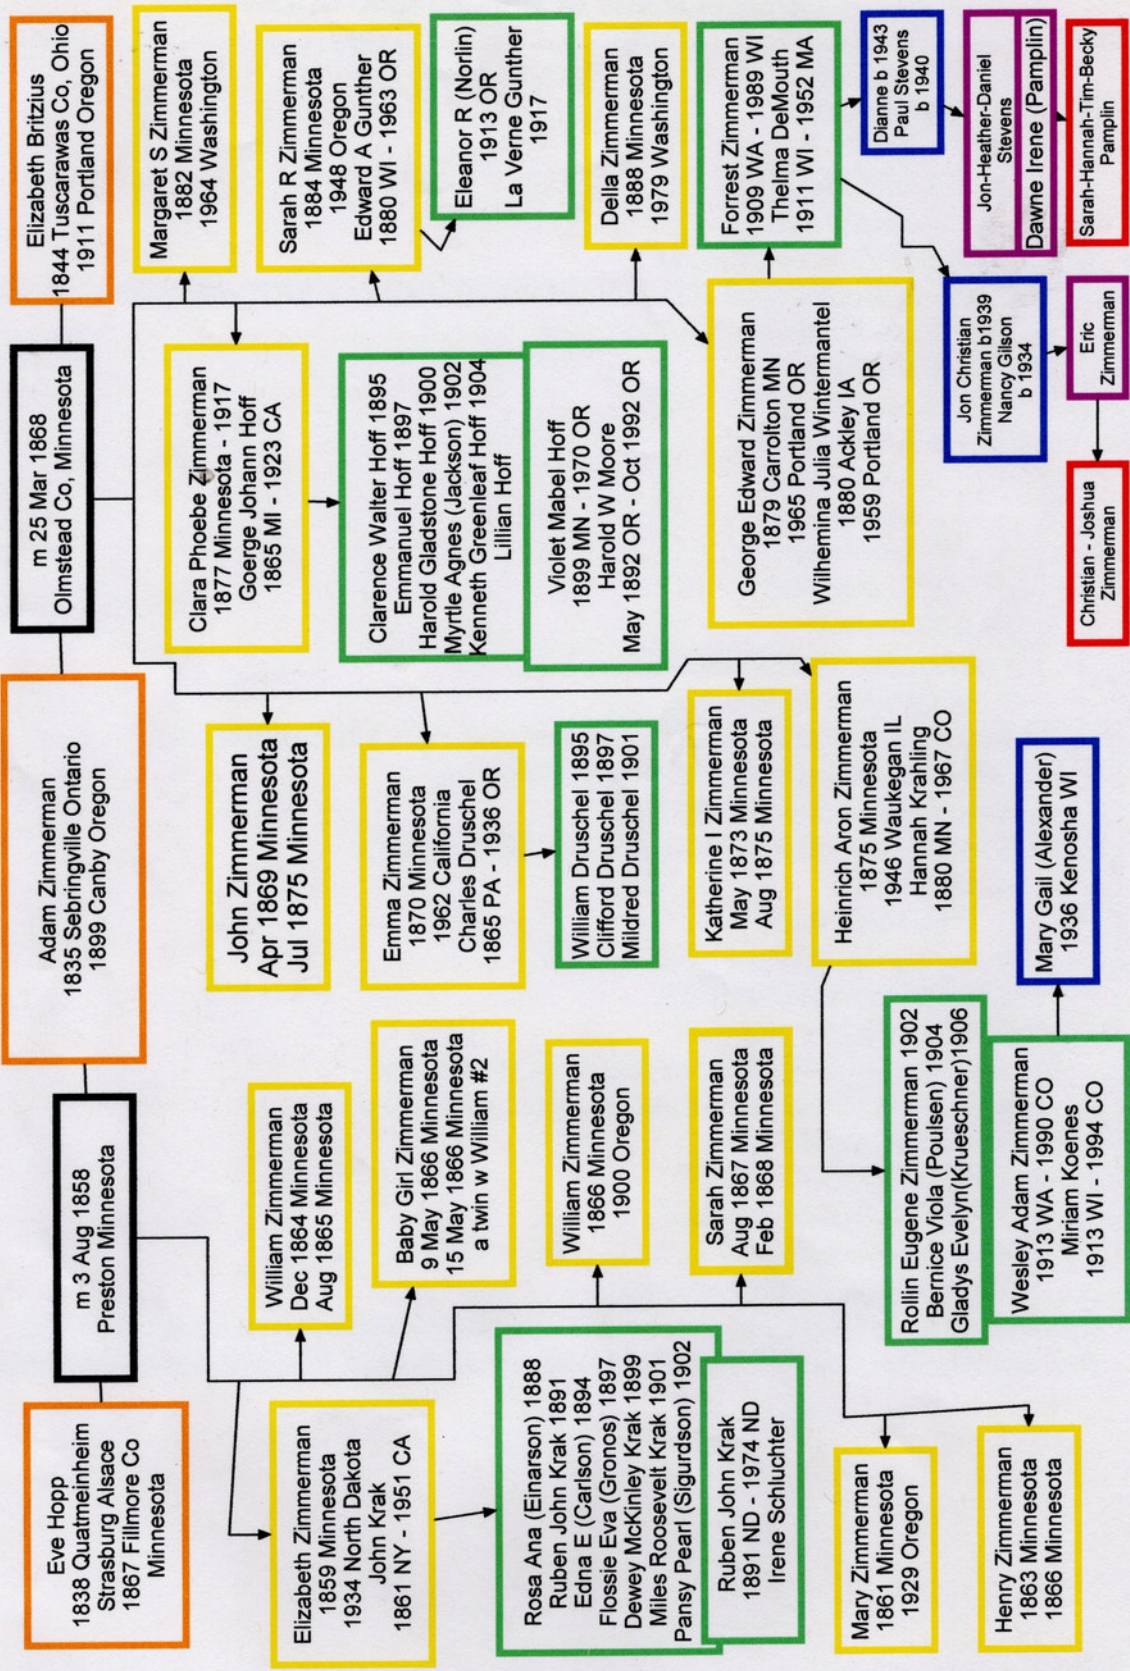 Eve Hopp
1838 Quatmeinheim
Strasburg Alsace
1867 Fillmore Co
Minnesota
m 3 Aug 1858
Preston Minnesota
Adam Zimmerman
1835 Sebringville Ontario
1899 Canby Oregon
m 25 Mar 1868
Olmstead Co, Minnesota
Elizabeth Britzius
1844 Tuscarawas Co, Ohio
1911 Portland Oregon
Elizabeth Zimmerman
1859 Minnesota
1934 North Dakota
John Krak
1861 NY - 1951 CA
Rosa Ana (Einarson) 1888
Ruben John Krak 1891
Edna E (Carlson) 1894
Flossie Eva (Gronos) 1897
Dewey McKinley Krak 1899
Miles Roosevelt Krak 1901
Pansy Pearl (Sigurdson) 1902
Ruben John Krak
1891 ND - 1974 ND
Irene Schluchter
Mary Zimmerman
1861 Minnesota
1929 Oregon
Henry Zimmerman
1863 Minnesota
1866 Minnesota
William Zimmerman
Dec 1864 Minnesota
Aug 1865 Minnesota
Baby Girl Zimmerman
9 May 1866 Minnesota
15 May 1866 Minnesota
a twin w William #2
William Zimmerman
1866 Minnesota
1900 Oregon
Sarah Zimmerman
Aug 1867 Minnesota
Feb 1868 Minnesota
John Zimmerman
Apr 1869 Minnesota
Jul 1875 Minnesota
Emma Zimmerman
1870 Minnesota
1962 California
Charles Druschel
1865 PA - 1936 OR
William Druschel 1895
Clifford Druschel 1897
Mildred Druschel 1901
Katherine I Zimmerman
May 1873 Minnesota
Aug 1875 Minnesota
Heinrich Aron Zimmerman
1875 Minnesota
1946 Waukegan IL
Hannah Krahling
1880 MN - 1967 CO
Rollin Eugene Zimmerman 1902
Bernice Viola (Poulsen) 1904
Gladys Evelyn(Krueschner)1906
Wesley Adam Zimmerman
1913 WA - 1990 CO
Miriam Koenes
1913 WI - 1994 CO
Mary Gail (Alexander)
1936 Kenosha WI
Clara Phoebe Zimmerman
1877 Minnesota - 1917
Goerge Johann Hoff
1865 MI - 1923 CA
Clarence Walter Hoff 1895
Emmanuel Hoff 1897
Harold Gladstone Hoff 1900
Myrtle Agnes (Jackson) 1902
Kenneth Greenleaf Hoff 1904
Lillian Hoff
Violet Mabel Hoff
1899 MN - 1970 OR
Harold W Moore
May 1892 OR - Oct 1992 OR
George Edward Zimmerman
1879 Carrolton MN
1965 Portland OR
Wilhemina Julia Wintermantel
1880 Ackley IA
1959 Portland OR
Margaret S Zimmerman
1882 Minnesota
1964 Washington
Sarah R Zimmerman
1884 Minnesota
1948 Oregon
Edward A Gunther
1880 WI - 1963 OR
Eleanor R (Norlin)
1913 OR
La Verne Gunther
1917
Della Zimmerman
1888 Minnesota
1979 Washington
Forrest Zimmerman
1909 WA - 1989 WI
Thelma DeMouth
1911 WI - 1952 MA
Jon Christian
Zimmerman b1939
Nancy Gilson
b 1934
Eric
Zimmerman
Christian - Joshua
Zimmerman
Dianne b 1943
Paul Stevens
b 1940
Jon-Heather-Daniel
Stevens
Dawne Irene (Pamplin)
Sarah-Hannah-Tim-Becky
Pamplin